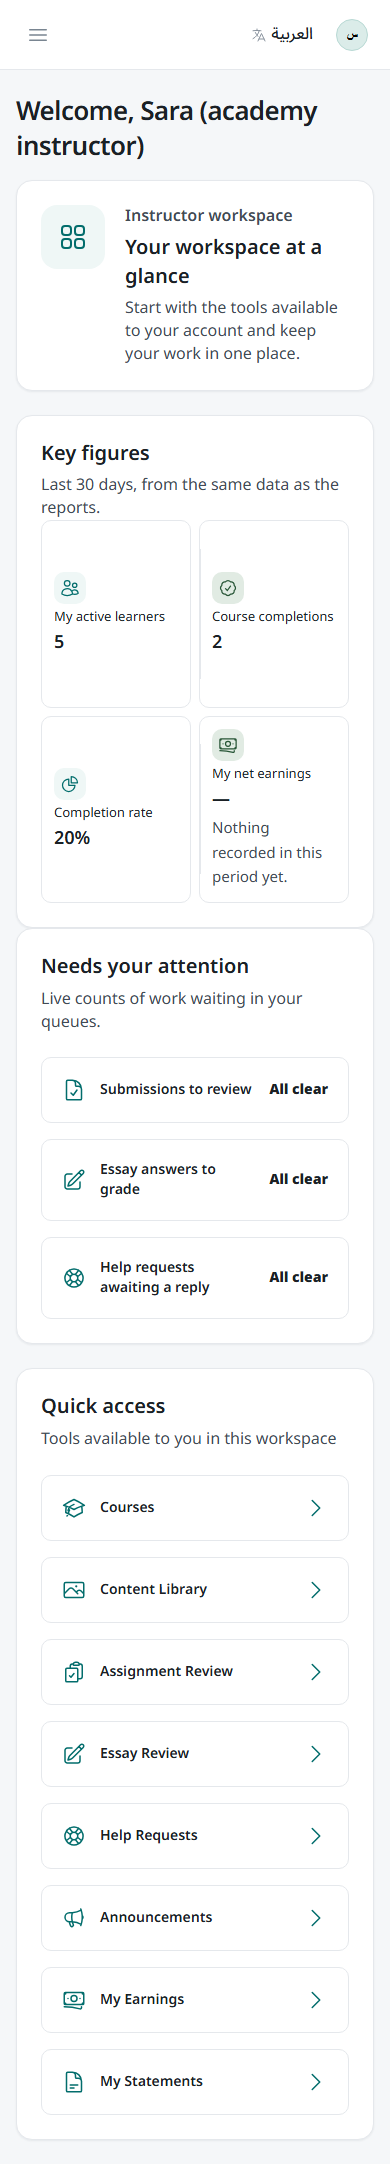 العربية
س
Welcome, Sara (academy
instructor)
Instructor workspace
Your workspace at a
glance
Start with the tools available
to your account and keep
your work in one place.
Key figures
Last 30 days, from the same data as the
reports.
My active learners
5
Course completions
2
Completion rate
20%
My net earnings
—
Nothing
recorded in this
period yet.
Needs your attention
Live counts of work waiting in your
queues.
Submissions to review All clear
Essay answers to
grade
All clear
Help requests
awaiting a reply
All clear
Quick access
Tools available to you in this workspace
Courses
Content Library
Assignment Review
Essay Review
Help Requests
Announcements
My Earnings
My Statements